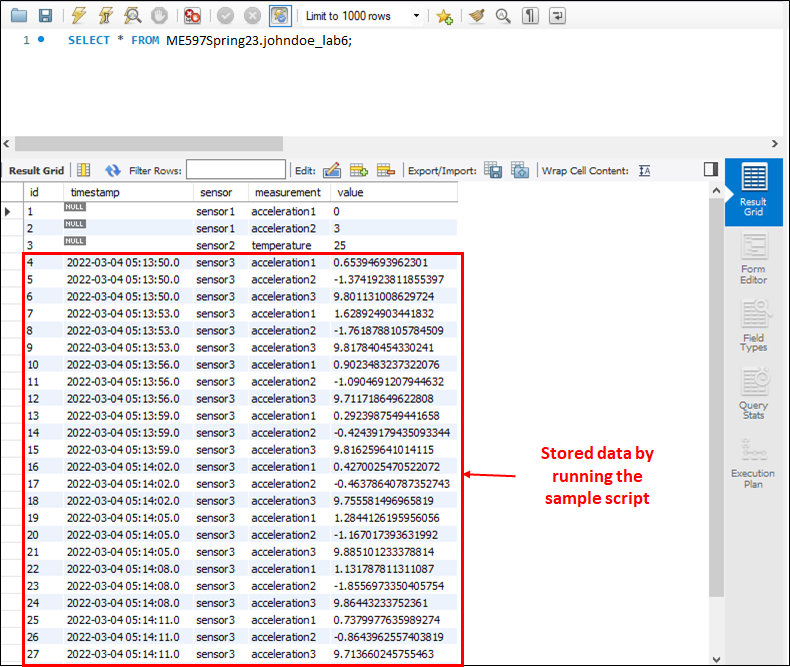 Limit to 1000 rows
1 SELECT * FROM ME597Spring23.johndoe_lab6;
Result Grid Filter Rows: Edit: Export/Import: Wrap Cell Content:
id timestamp sensor measurement value
1 NULL sensor1 acceleration1 0
2 NULL sensor1 acceleration2 3
3 NULL sensor2 temperature 25
4 2022-03-04 05:13:50.0 sensor3 acceleration1 0.65394693962301
5 2022-03-04 05:13:50.0 sensor3 acceleration2 -1.3741923811855397
6 2022-03-04 05:13:50.0 sensor3 acceleration3 9.801131008629724
7 2022-03-04 05:13:53.0 sensor3 acceleration1 1.628924903441832
8 2022-03-04 05:13:53.0 sensor3 acceleration2 -1.7618788105784509
9 2022-03-04 05:13:53.0 sensor3 acceleration3 9.817840454330241
10 2022-03-04 05:13:56.0 sensor3 acceleration1 0.9023483237322076
11 2022-03-04 05:13:56.0 sensor3 acceleration2 -1.0904691207944632
12 2022-03-04 05:13:56.0 sensor3 acceleration3 9.711718649622808
13 2022-03-04 05:13:59.0 sensor3 acceleration1 0.2923987549441658
14 2022-03-04 05:13:59.0 sensor3 acceleration2 -0.42439179435093344
15 2022-03-04 05:13:59.0 sensor3 acceleration3 9.816259641014115
16 2022-03-04 05:14:02.0 sensor3 acceleration1 0.4270025470522072
17 2022-03-04 05:14:02.0 sensor3 acceleration2 -0.46378640787352743
18 2022-03-04 05:14:02.0 sensor3 acceleration3 9.755581496965819
19 2022-03-04 05:14:05.0 sensor3 acceleration1 1.2844126195956056
20 2022-03-04 05:14:05.0 sensor3 acceleration2 -1.167017393631992
21 2022-03-04 05:14:05.0 sensor3 acceleration3 9.885101233378814
22 2022-03-04 05:14:08.0 sensor3 acceleration1 1.131787811311087
23 2022-03-04 05:14:08.0 sensor3 acceleration2 -1.8556973350405754
24 2022-03-04 05:14:08.0 sensor3 acceleration3 9.86443233752361
25 2022-03-04 05:14:11.0 sensor3 acceleration1 0.7379977635989274
26 2022-03-04 05:14:11.0 sensor3 acceleration2 -0.8643962557403819
27 2022-03-04 05:14:11.0 sensor3 acceleration3 9.713660245755463
Stored data by
running the
sample script
Result
Grid
Form
Editor
Field
Types
Query
Stats
Execution
Plan